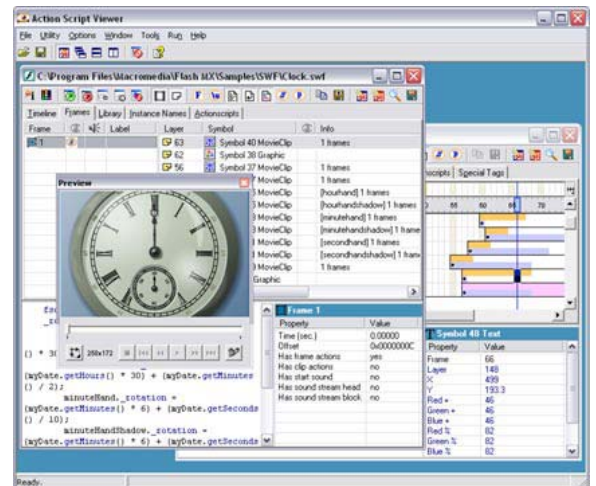 Action Script Viewer
File Utility Options Window Tools Run Help
C:\Program Files\Macromedia\Flash MX\Samples\SWF\Clock.swf
Timeline Frames Library Instance Names Actionscripts
Frame Label Layer Symbol Info
1 63 Symbol 40 MovieClip 1 frames
62 Symbol 38 Graphic
56 Symbol 37 MovieClip 1 frames
MovieClip 1 frames
MovieClip [hourhand] 1 frames
MovieClip [hourhandshadow] 1 frames
MovieClip [minutehand] 1 frames
MovieClip [minutehandshadow] 1 frames
MovieClip [secondhand] 1 frames
MovieClip [secondhandshadow] 1 frames
MovieClip 1 frames
Graphic
Preview
250x172
() * 30
(myDate.getHours() * 30) + (myDate.getMinutes
() / 2);
minuteHand._rotation =
(myDate.getMinutes() * 6) + (myDate.getSeconds
() / 10);
minuteHandShadow._rotation =
(myDate.getMinutes() * 6) + (myDate.getSeconds
Frame 1
Property Value
Time (sec.) 0.00000
Offset 0x0000000C
Has frame actions yes
Has clip actions no
Has start sound no
Has sound stream head no
Has sound stream block no
scripts Special Tags
55 60 65 70
Symbol 48 Text
Property Value
Frame 66
Layer 148
X 499
Y 193.3
Red + 46
Green + 46
Blue + 46
Red % 82
Green % 82
Blue % 82
Ready.